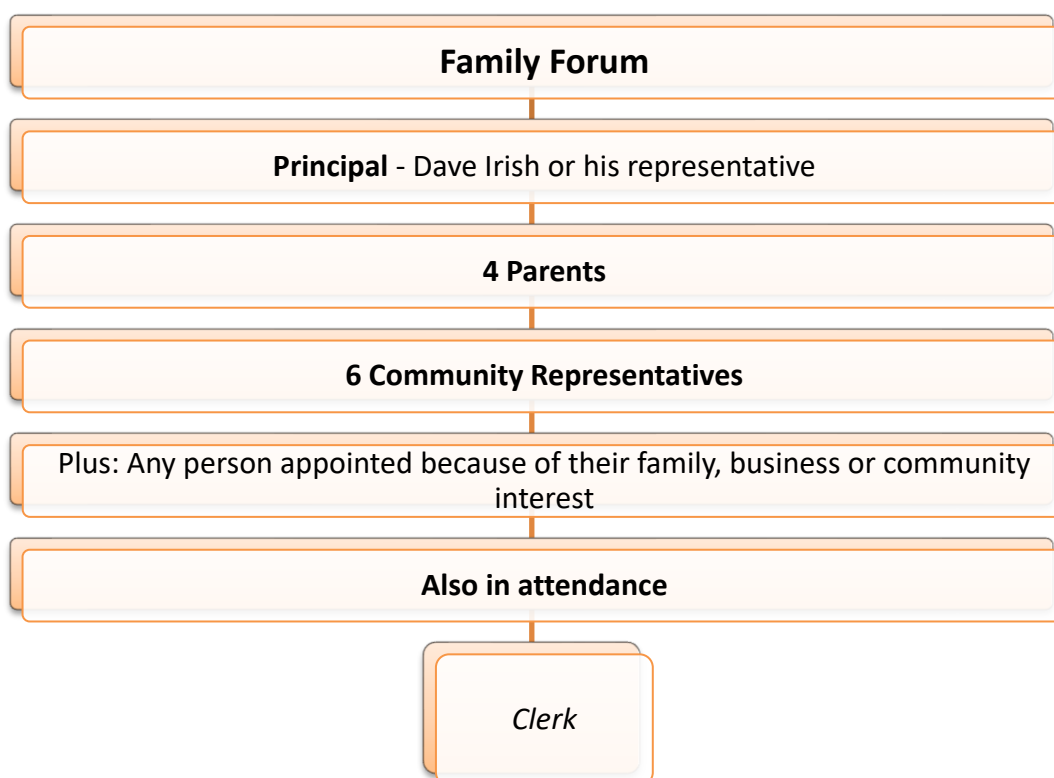 Family Forum
Principal - Dave Irish or his representative
4 Parents
6 Community Representatives
Plus: Any person appointed because of their family, business or community
interest
Also in attendance
Clerk